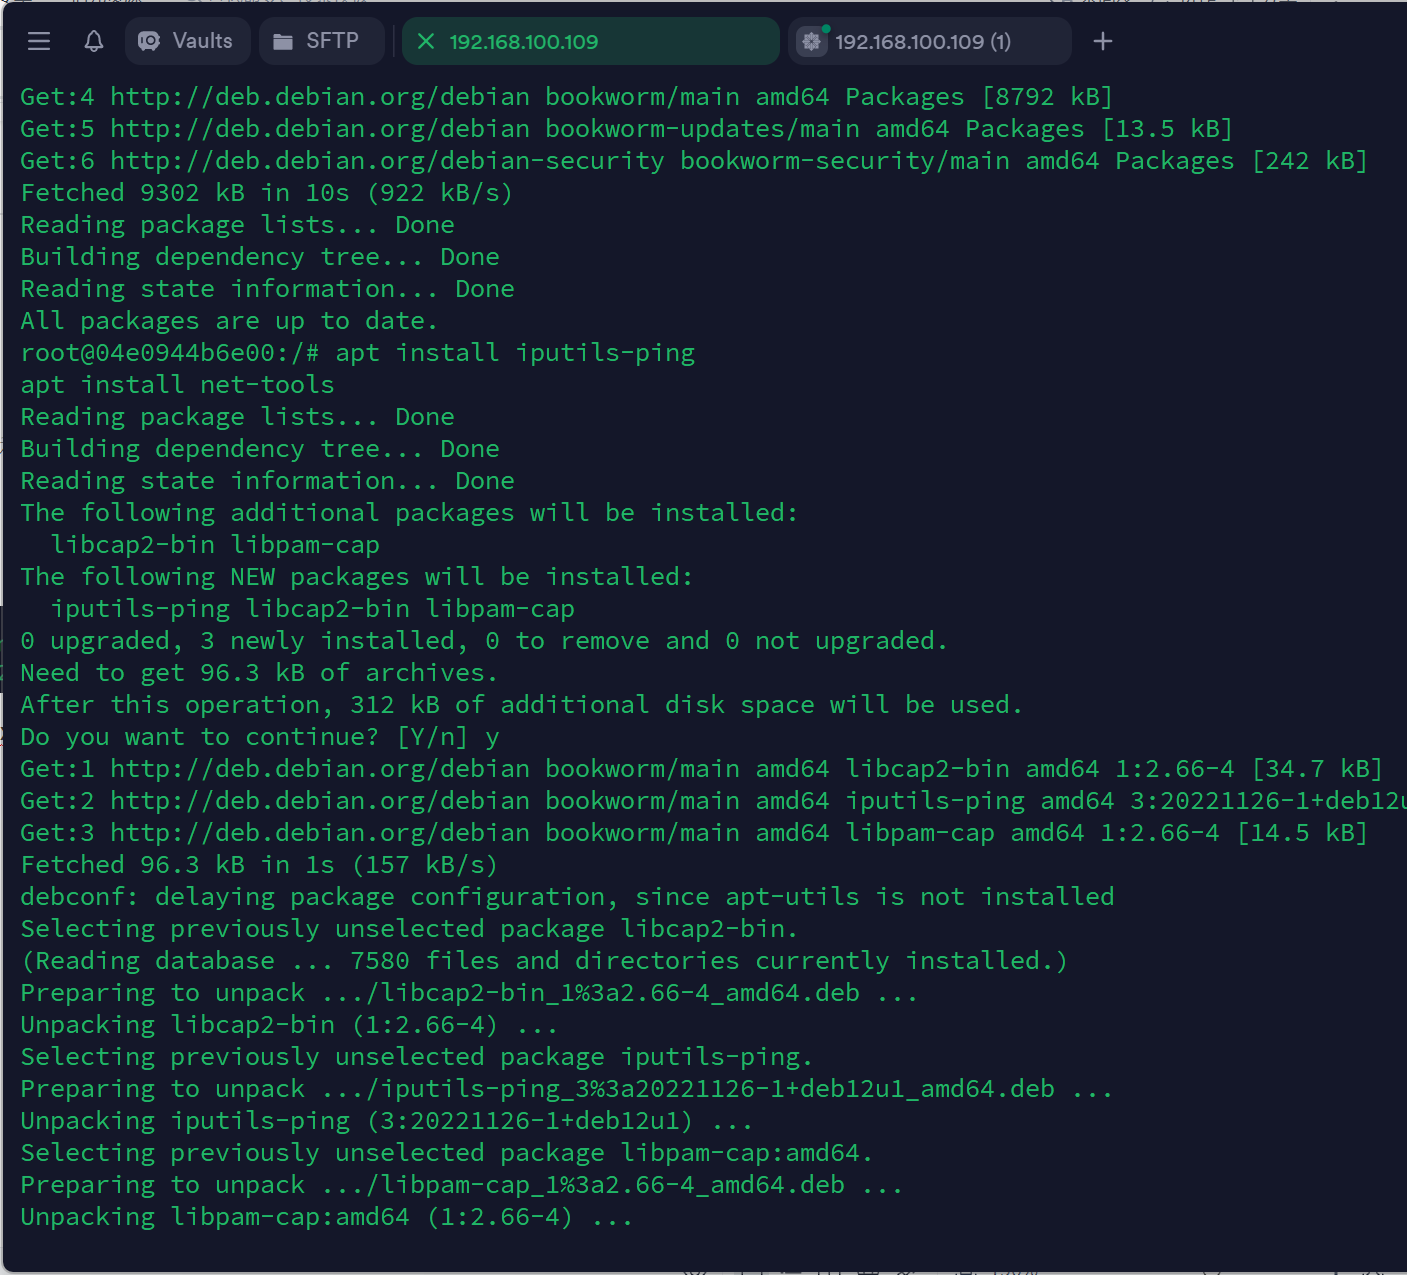 Vaults SFTP 192.168.100.109 192.168.100.109 (1)
Get:4 http://deb.debian.org/debian bookworm/main amd64 Packages [8792 kB]
Get:5 http://deb.debian.org/debian bookworm-updates/main amd64 Packages [13.5 kB]
Get:6 http://deb.debian.org/debian-security bookworm-security/main amd64 Packages [242 kB]
Fetched 9302 kB in 10s (922 kB/s)
Reading package lists... Done
Building dependency tree... Done
Reading state information... Done
All packages are up to date.
root@04e0944b6e00:/# apt install iputils-ping
apt install net-tools
Reading package lists... Done
Building dependency tree... Done
Reading state information... Done
The following additional packages will be installed:
  libcap2-bin libpam-cap
The following NEW packages will be installed:
  iputils-ping libcap2-bin libpam-cap
0 upgraded, 3 newly installed, 0 to remove and 0 not upgraded.
Need to get 96.3 kB of archives.
After this operation, 312 kB of additional disk space will be used.
Do you want to continue? [Y/n] y
Get:1 http://deb.debian.org/debian bookworm/main amd64 libcap2-bin amd64 1:2.66-4 [34.7 kB]
Get:2 http://deb.debian.org/debian bookworm/main amd64 iputils-ping amd64 3:20221126-1+deb12u
Get:3 http://deb.debian.org/debian bookworm/main amd64 libpam-cap amd64 1:2.66-4 [14.5 kB]
Fetched 96.3 kB in 1s (157 kB/s)
debconf: delaying package configuration, since apt-utils is not installed
Selecting previously unselected package libcap2-bin.
(Reading database ... 7580 files and directories currently installed.)
Preparing to unpack .../libcap2-bin_1%3a2.66-4_amd64.deb ...
Unpacking libcap2-bin (1:2.66-4) ...
Selecting previously unselected package iputils-ping.
Preparing to unpack .../iputils-ping_3%3a20221126-1+deb12u1_amd64.deb ...
Unpacking iputils-ping (3:20221126-1+deb12u1) ...
Selecting previously unselected package libpam-cap:amd64.
Preparing to unpack .../libpam-cap_1%3a2.66-4_amd64.deb ...
Unpacking libpam-cap:amd64 (1:2.66-4) ...